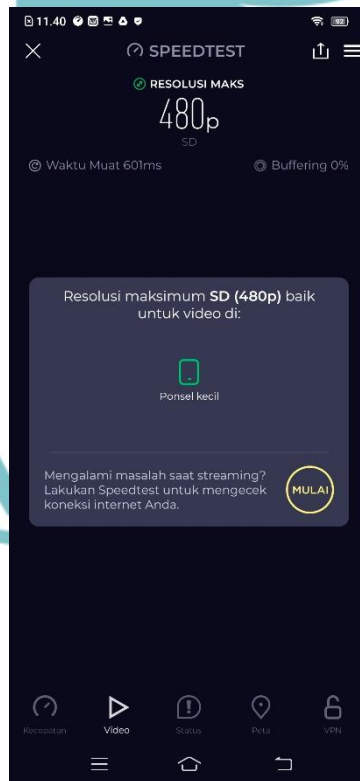 11.40
92
SPEEDTEST
RESOLUSI MAKS
480p
SD
Waktu Muat 601ms
Buffering 0%
Resolusi maksimum SD (480p) baik
untuk video di:
Ponsel kecil
Mengalami masalah saat streaming?
Lakukan Speedtest untuk mengecek
koneksi internet Anda.
MULAI
Kecepatan
Video
Status
Peta
VPN